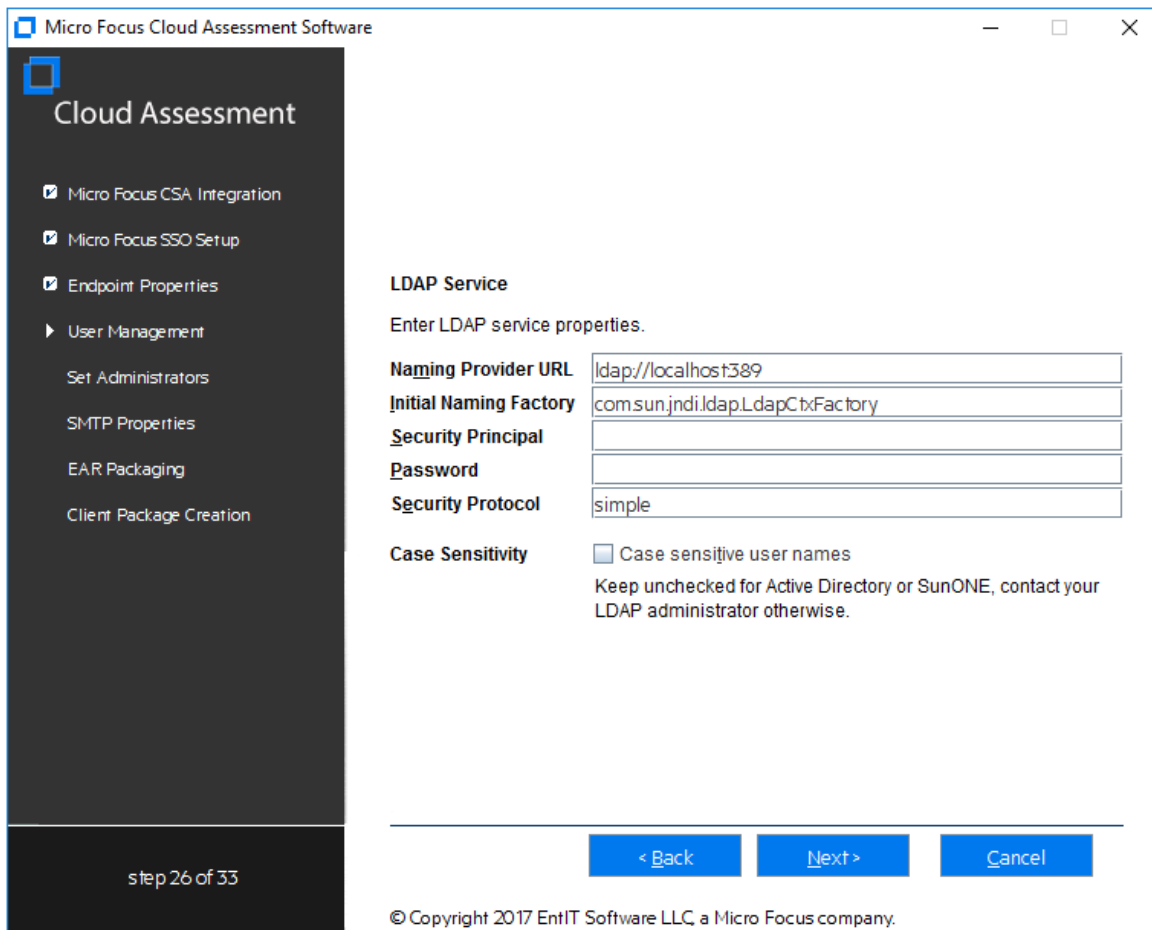 Micro Focus Cloud Assessment Software
Cloud Assessment
Micro Focus CSA Integration
Micro Focus SSO Setup
Endpoint Properties
User Management
Set Administrators
SMTP Properties
EAR Packaging
Client Package Creation
step 26 of 33
LDAP Service
Enter LDAP service properties.
Naming Provider URL ldap://localhost:389
Initial Naming Factory com.sun.jndi.ldap.LdapCtxFactory
Security Principal
Password
Security Protocol simple
Case Sensitivity Case sensitive user names
Keep unchecked for Active Directory or SunONE, contact your
LDAP administrator otherwise.
< Back Next > Cancel
© Copyright 2017 EntIT Software LLC, a Micro Focus company.